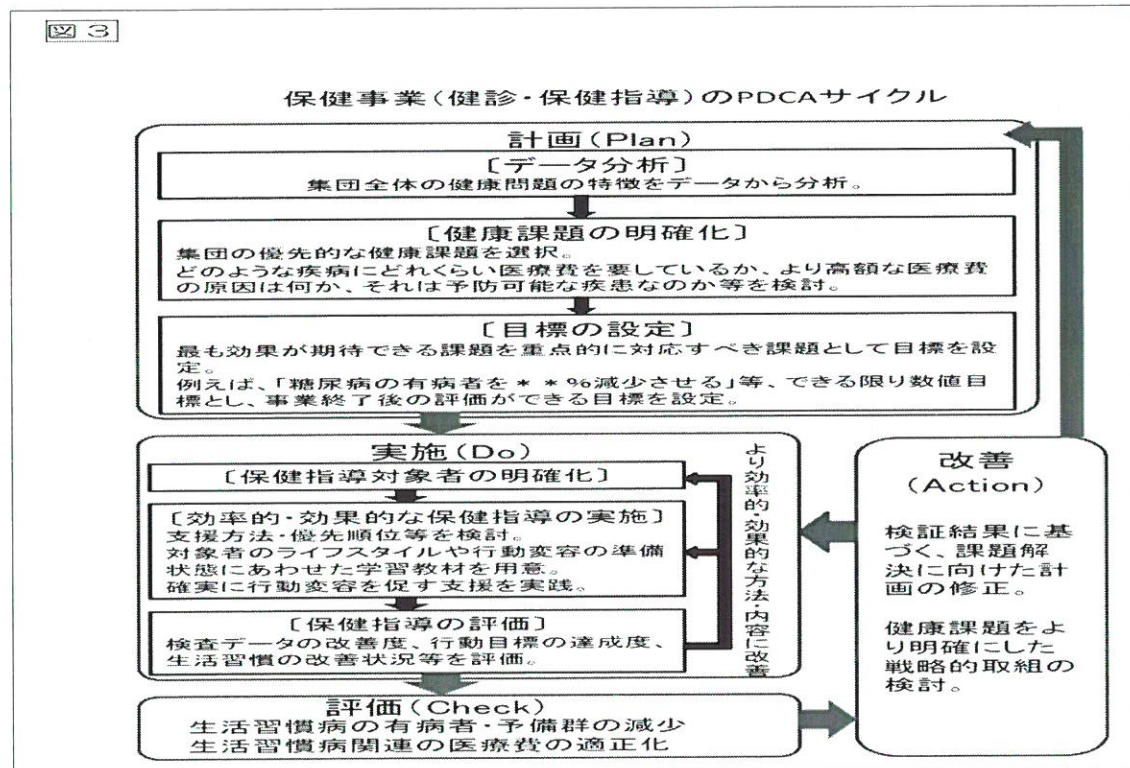 図3
保健事業(健診・保健指導)のPDCAサイクル
計画(Plan)
〔データ分析〕
集団全体の健康問題の特徴をデータから分析。
〔健康課題の明確化〕
集団の優先的な健康課題を選択。
どのような疾病にどれくらい医療費を要しているか、より高額な医療費
の原因は何か、それは予防可能な疾患なのか等を検討。
〔目標の設定〕
最も効果が期待できる課題を重点的に対応すべき課題として目標を設
定。
例えば、「糖尿病の有病者を**%減少させる」等、できる限り数値目
標とし、事業終了後の評価ができる目標を設定。
実施(Do)
〔保健指導対象者の明確化〕
〔効率的・効果的な保健指導の実施〕
支援方法・優先順位等を検討。
対象者のライフスタイルや行動変容の準備
状態にあわせた学習教材を用意。
確実に行動変容を促す支援を実践。
〔保健指導の評価〕
検査データの改善度、行動目標の達成度、
生活習慣の改善状況等を評価。
より効率的・効果的な方法・内容に改善
評価(Check)
生活習慣病の有病者・予備群の減少
生活習慣病関連の医療費の適正化
改善
(Action)
検証結果に基
づく、課題解
決に向けた計
画の修正。
健康課題をよ
り明確にした
戦略的取組の
検討。